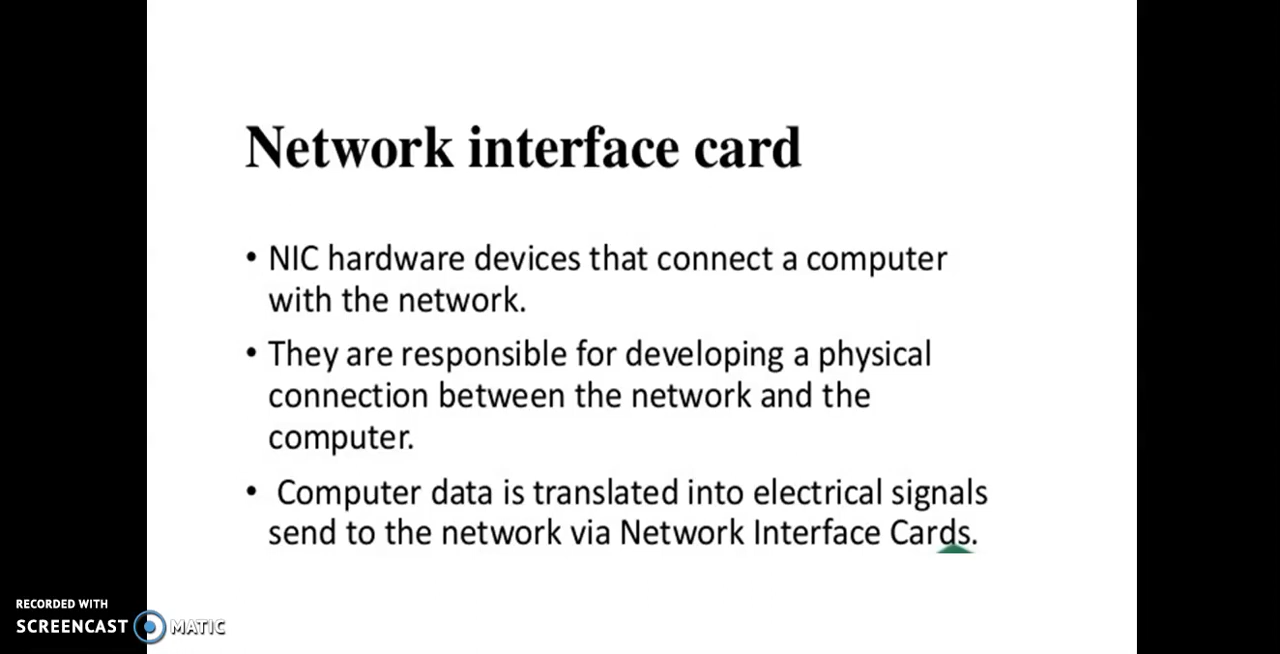 Network interface card
• NIC hardware devices that connect a computer
with the network.
• They are responsible for developing a physical
connection between the network and the
computer.
• Computer data is translated into electrical signals
send to the network via Network Interface Cards.
RECORDED WITH
SCREENCAST MATIC